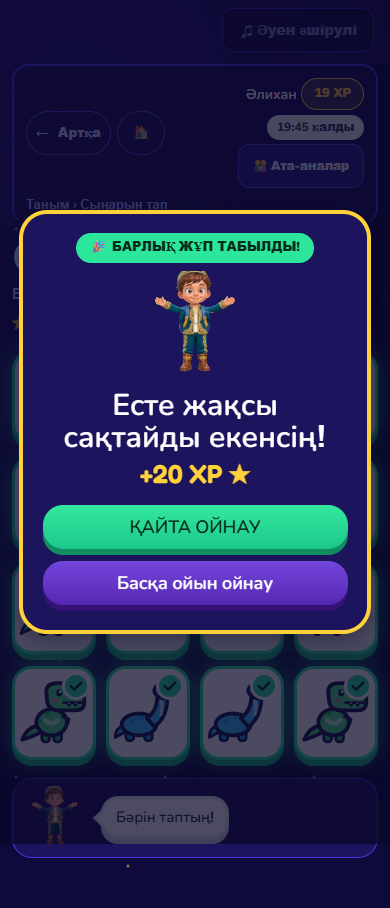 ♫ Әуен өшірулі
Әлихан 19 XP
← Артқа
19:45 қалды
Ата-аналар
Таным › Сыңарын тап
БАРЛЫҚ ЖҰП ТАБЫЛДЫ!
Есте жақсы
сақтайды екенсің!
+20 XP ★
ҚАЙТА ОЙНАУ
Басқа ойын ойнау
Бәрін таптың!